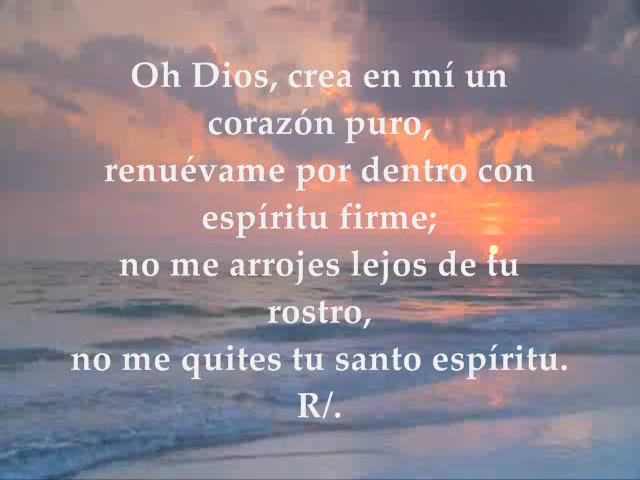 Oh Dios, crea en mí un
corazón puro,
renuévame por dentro con
espíritu firme;
no me arrojes lejos de tu
rostro,
no me quites tu santo espíritu.
R/.